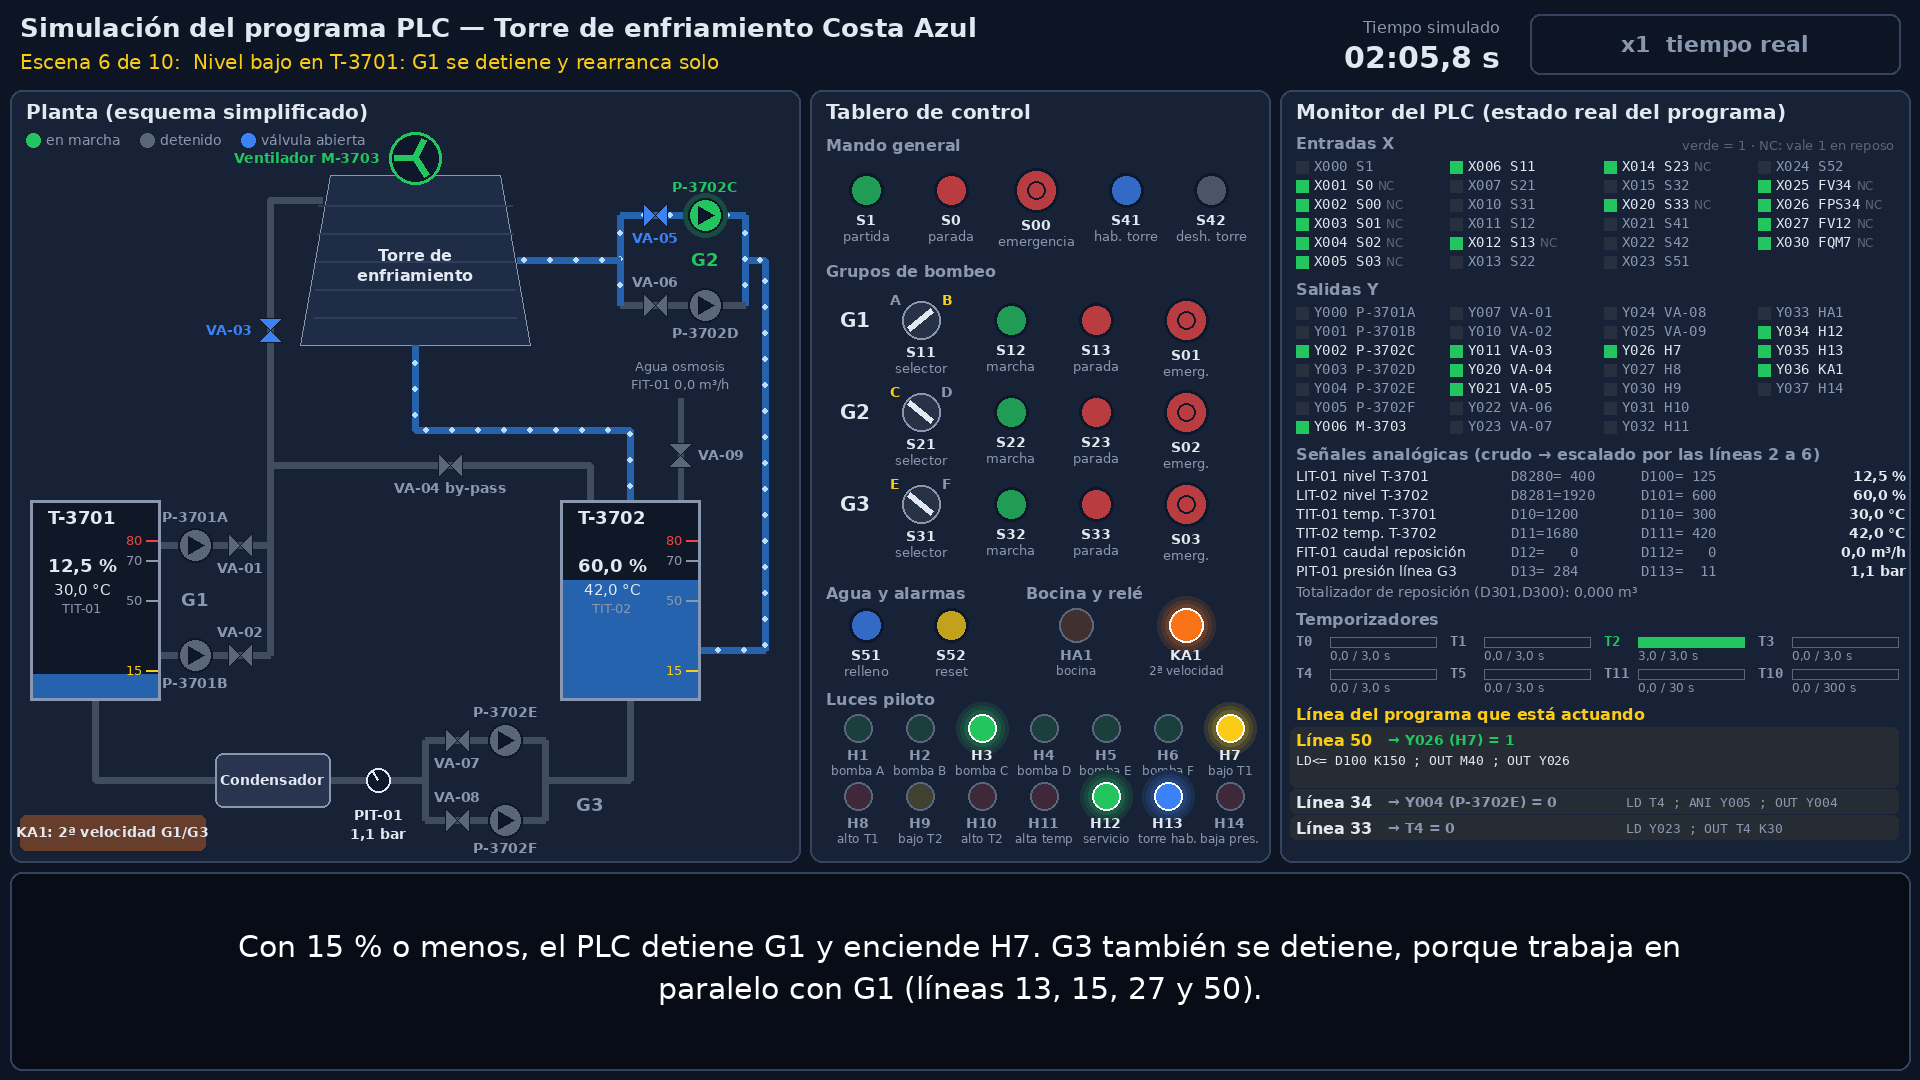 Simulación del programa PLC — Torre de enfriamiento Costa Azul
Escena 6 de 10:  Nivel bajo en T-3701: G1 se detiene y rearranca solo
Tiempo simulado
02:05,8 s
x1  tiempo real
Planta (esquema simplificado)
en marcha
detenido
válvula abierta
Ventilador M-3703
P-3702C
VA-05
G2
VA-06
P-3702D
Torre de
enfriamiento
VA-03
Agua osmosis
FIT-01 0,0 m³/h
VA-09
VA-04 by-pass
T-3701
80
70
12,5 %
30,0 °C
TIT-01
50
15
P-3701A
VA-01
G1
VA-02
P-3701B
T-3702
80
70
60,0 %
42,0 °C
TIT-02
50
15
P-3702E
VA-07
VA-08
P-3702F
G3
Condensador
PIT-01
1,1 bar
KA1: 2ª velocidad G1/G3
Tablero de control
Mando general
S1
partida
S0
parada
S00
emergencia
S41
hab. torre
S42
desh. torre
Grupos de bombeo
G1
A
B
S11
selector
S12
marcha
S13
parada
S01
emerg.
G2
C
D
S21
selector
S22
marcha
S23
parada
S02
emerg.
G3
E
F
S31
selector
S32
marcha
S33
parada
S03
emerg.
Agua y alarmas
Bocina y relé
S51
relleno
S52
reset
HA1
bocina
KA1
2ª velocidad
Luces piloto
H1
bomba A
H2
bomba B
H3
bomba C
H4
bomba D
H5
bomba E
H6
bomba F
H7
bajo T1
H8
alto T1
H9
bajo T2
H10
alto T2
H11
alta temp
H12
servicio
H13
torre hab.
H14
baja pres.
Monitor del PLC (estado real del programa)
Entradas X
verde = 1 · NC: vale 1 en reposo
X000 S1
X006 S11
X014 S23 NC
X024 S52
X001 S0 NC
X007 S21
X015 S32
X025 FV34 NC
X002 S00 NC
X010 S31
X020 S33 NC
X026 FPS34 NC
X003 S01 NC
X011 S12
X021 S41
X027 FV12 NC
X004 S02 NC
X012 S13 NC
X022 S42
X030 FQM7 NC
X005 S03 NC
X013 S22
X023 S51
Salidas Y
Y000 P-3701A
Y007 VA-01
Y024 VA-08
Y033 HA1
Y001 P-3701B
Y010 VA-02
Y025 VA-09
Y034 H12
Y002 P-3702C
Y011 VA-03
Y026 H7
Y035 H13
Y003 P-3702D
Y020 VA-04
Y027 H8
Y036 KA1
Y004 P-3702E
Y021 VA-05
Y030 H9
Y037 H14
Y005 P-3702F
Y022 VA-06
Y031 H10
Y006 M-3703
Y023 VA-07
Y032 H11
Señales analógicas (crudo → escalado por las líneas 2 a 6)
LIT-01 nivel T-3701 D8280= 400 D100= 125 12,5 %
LIT-02 nivel T-3702 D8281=1920 D101= 600 60,0 %
TIT-01 temp. T-3701 D10=1200 D110= 300 30,0 °C
TIT-02 temp. T-3702 D11=1680 D111= 420 42,0 °C
FIT-01 caudal reposición D12=   0 D112=   0 0,0 m³/h
PIT-01 presión línea G3 D13= 284 D113=  11 1,1 bar
Totalizador de reposición (D301,D300): 0,000 m³
Temporizadores
T0
0,0 / 3,0 s
T1
0,0 / 3,0 s
T2
3,0 / 3,0 s
T3
0,0 / 3,0 s
T4
0,0 / 3,0 s
T5
0,0 / 3,0 s
T11
0,0 / 30 s
T10
0,0 / 300 s
Línea del programa que está actuando
Línea 50 → Y026 (H7) = 1
LD<= D100 K150 ; OUT M40 ; OUT Y026
Línea 34 → Y004 (P-3702E) = 0 LD T4 ; ANI Y005 ; OUT Y004
Línea 33 → T4 = 0 LD Y023 ; OUT T4 K30
Con 15 % o menos, el PLC detiene G1 y enciende H7. G3 también se detiene, porque trabaja en
paralelo con G1 (líneas 13, 15, 27 y 50).